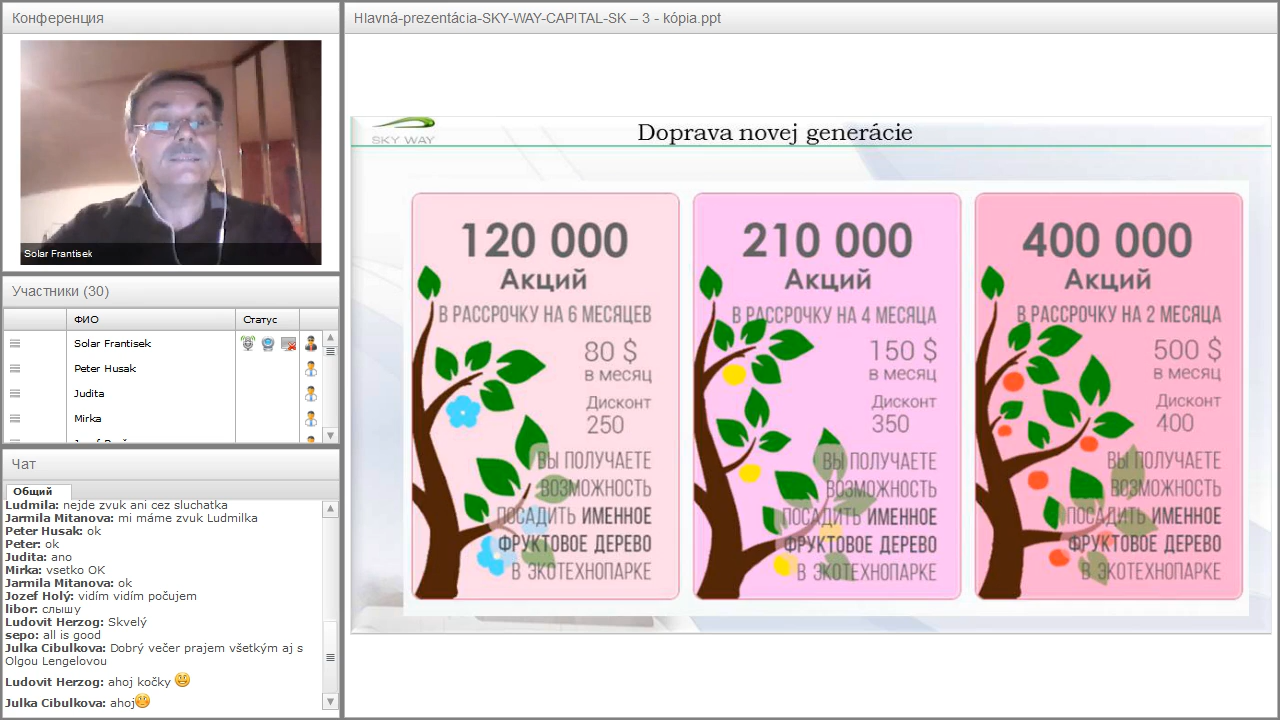 Конференция
Solar Frantisek
Участники (30)
ФИО
Статус
Solar Frantisek
Peter Husak
Judita
Mirka
Чат
Общий
Ludmila: nejde zvuk ani cez sluchatka
Jarmila Mitanova: mi máme zvuk Ludmilka
Peter Husak: ok
Peter: ok
Judita: ano
Mirka: vsetko OK
Jarmila Mitanova: ok
Jozef Holý: vidím vidím počujem
libor: слышу
Ludovit Herzog: Skvelý
sepo: all is good
Julka Cibulkova: Dobrý večer prajem všetkým aj s
Olgou Lengelovou
Ludovit Herzog: ahoj kočky
Julka Cibulkova: ahoj
Hlavná-prezentácia-SKY-WAY-CAPITAL-SK – 3 - kópia.ppt
SKY WAY
Doprava novej generácie
120 000
Акций
В РАССРОЧКУ НА 6 МЕСЯЦЕВ
80 $
в месяц
Дисконт
250
ВЫ ПОЛУЧАЕТЕ
ВОЗМОЖНОСТЬ
ПОСАДИТЬ ИМЕННОЕ
ФРУКТОВОЕ ДЕРЕВО
В ЭКОТЕХНОПАРКЕ
210 000
Акций
В РАССРОЧКУ НА 4 МЕСЯЦА
150 $
в месяц
Дисконт
350
ВЫ ПОЛУЧАЕТЕ
ВОЗМОЖНОСТЬ
ПОСАДИТЬ ИМЕННОЕ
ФРУКТОВОЕ ДЕРЕВО
В ЭКОТЕХНОПАРКЕ
400 000
Акций
В РАССРОЧКУ НА 2 МЕСЯЦА
500 $
в месяц
Дисконт
400
ВЫ ПОЛУЧАЕТЕ
ВОЗМОЖНОСТЬ
ПОСАДИТЬ ИМЕННОЕ
ФРУКТОВОЕ ДЕРЕВО
В ЭКОТЕХНОПАРКЕ